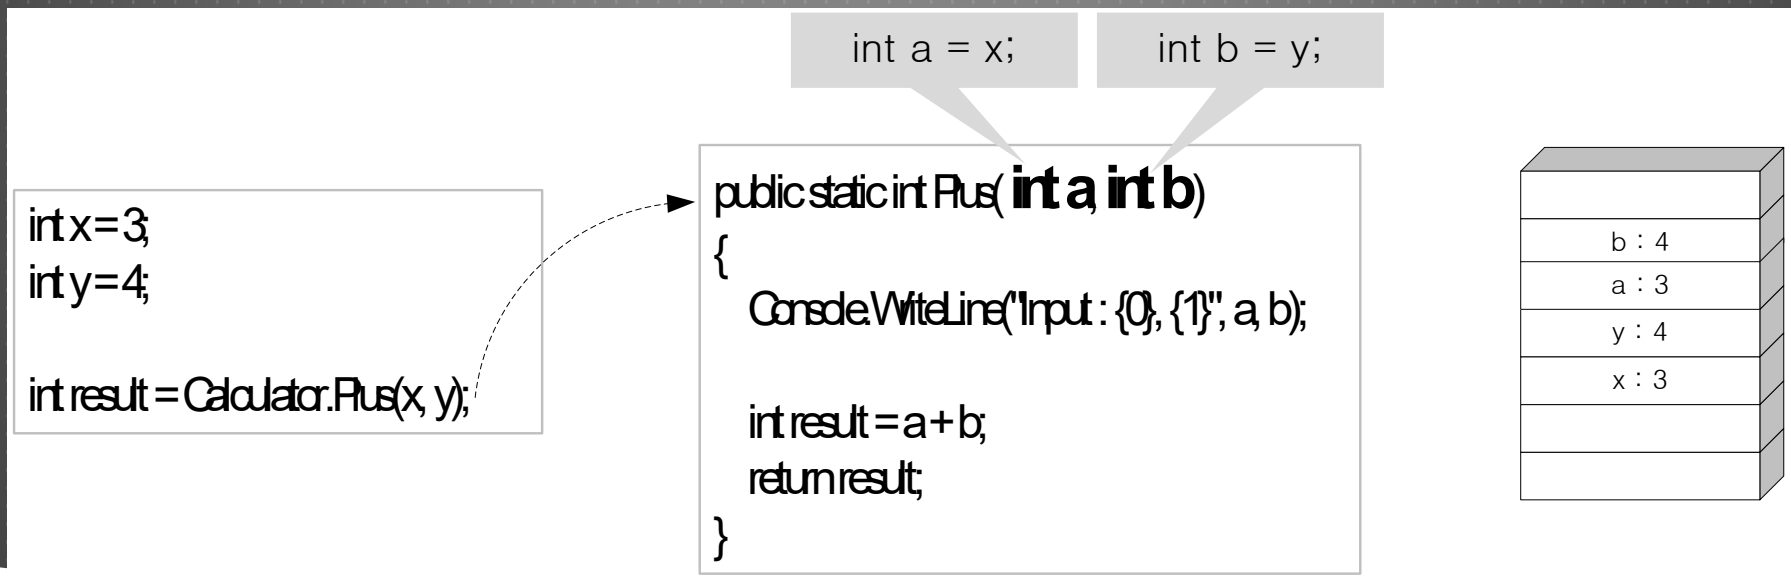 int a = x;
int b = y;
int x = 3;
int y = 4;
int result = Calculator.Plus(x, y);
public static int Plus( int a, int b)
{
Console.WriteLine("Input : {0}, {1}", a, b);
int result = a + b;
return result;
}
b : 4
a : 3
y : 4
x : 3